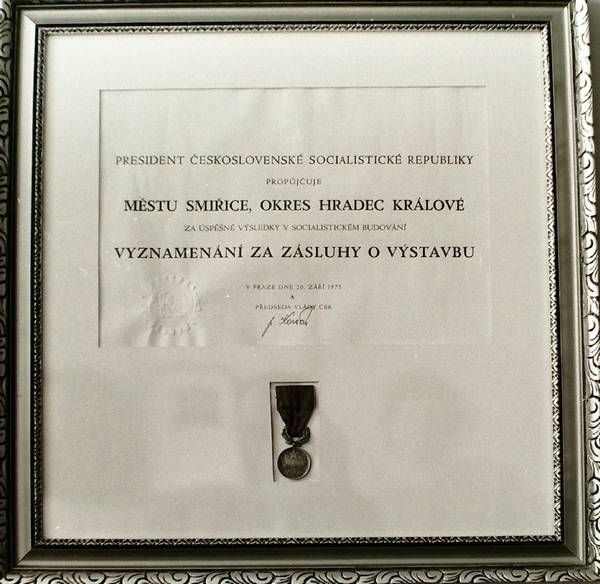 PRESIDENT ČESKOSLOVENSKÉ SOCIALISTICKÉ REPUBLIKY
PROPŮJČUJE
MĚSTU SMIŘICE, OKRES HRADEC KRÁLOVÉ
ZA ÚSPĚŠNÉ VÝSLEDKY V SOCIALISTICKÉM BUDOVÁNÍ
VYZNAMENÁNÍ ZA ZÁSLUHY O VÝSTAVBU
V PRAZE DNE 20. ZÁŘÍ 1975
PŘEDSEDA VLÁDY ČSR